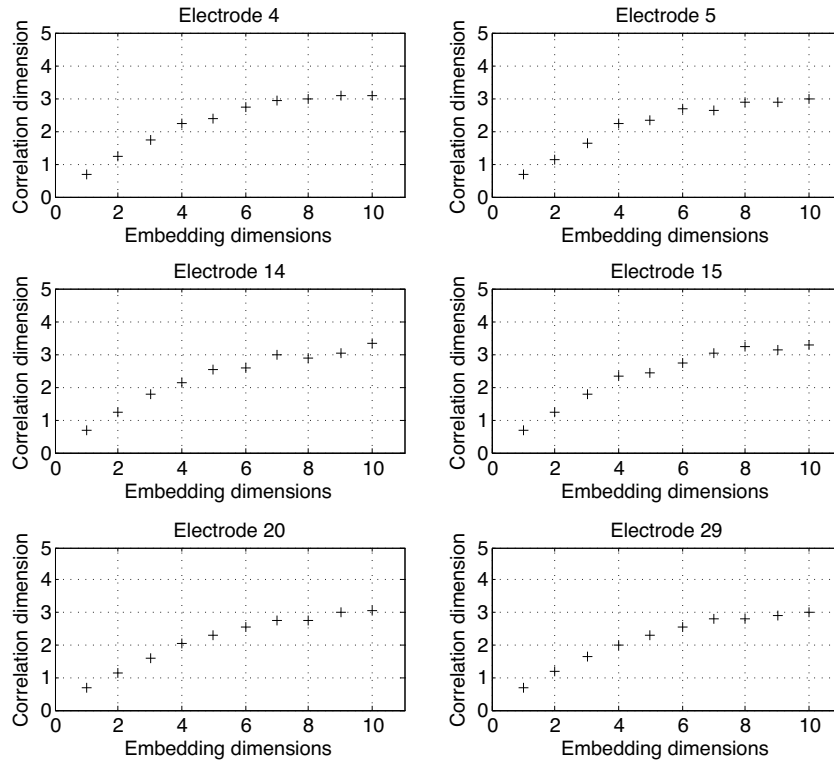 Electrode 4
5
4
3
2
1
0
Correlation dimension
0 2 4 6 8 10
Embedding dimensions
Electrode 5
5
4
3
2
1
0
Correlation dimension
0 2 4 6 8 10
Embedding dimensions
Electrode 14
5
4
3
2
1
0
Correlation dimension
0 2 4 6 8 10
Embedding dimensions
Electrode 15
5
4
3
2
1
0
Correlation dimension
0 2 4 6 8 10
Embedding dimensions
Electrode 20
5
4
3
2
1
0
Correlation dimension
0 2 4 6 8 10
Embedding dimensions
Electrode 29
5
4
3
2
1
0
Correlation dimension
0 2 4 6 8 10
Embedding dimensions